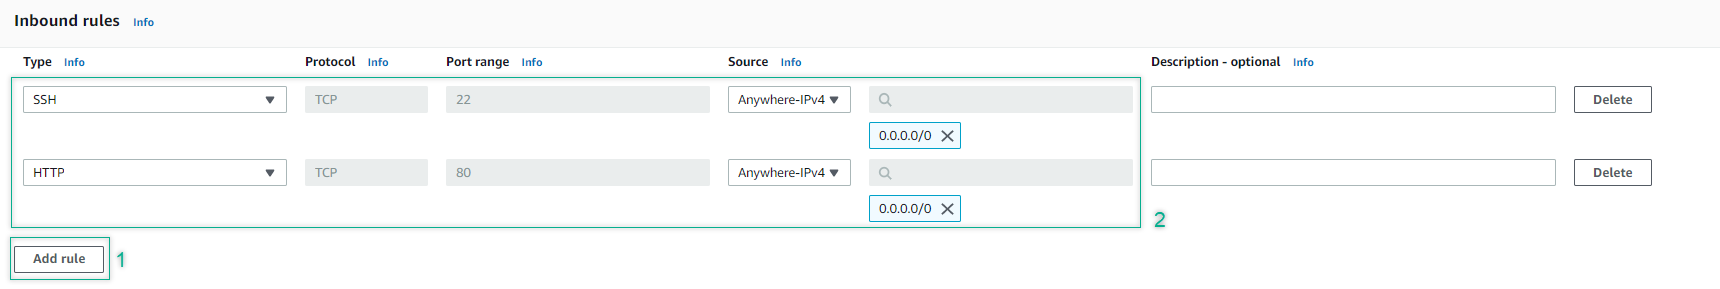 Inbound rules Info
Type Info Protocol Info Port range Info Source Info Description - optional Info
SSH TCP 22 Anywhere-IPv4 Delete
0.0.0.0/0
HTTP TCP 80 Anywhere-IPv4 Delete
0.0.0.0/0
2
Add rule 1